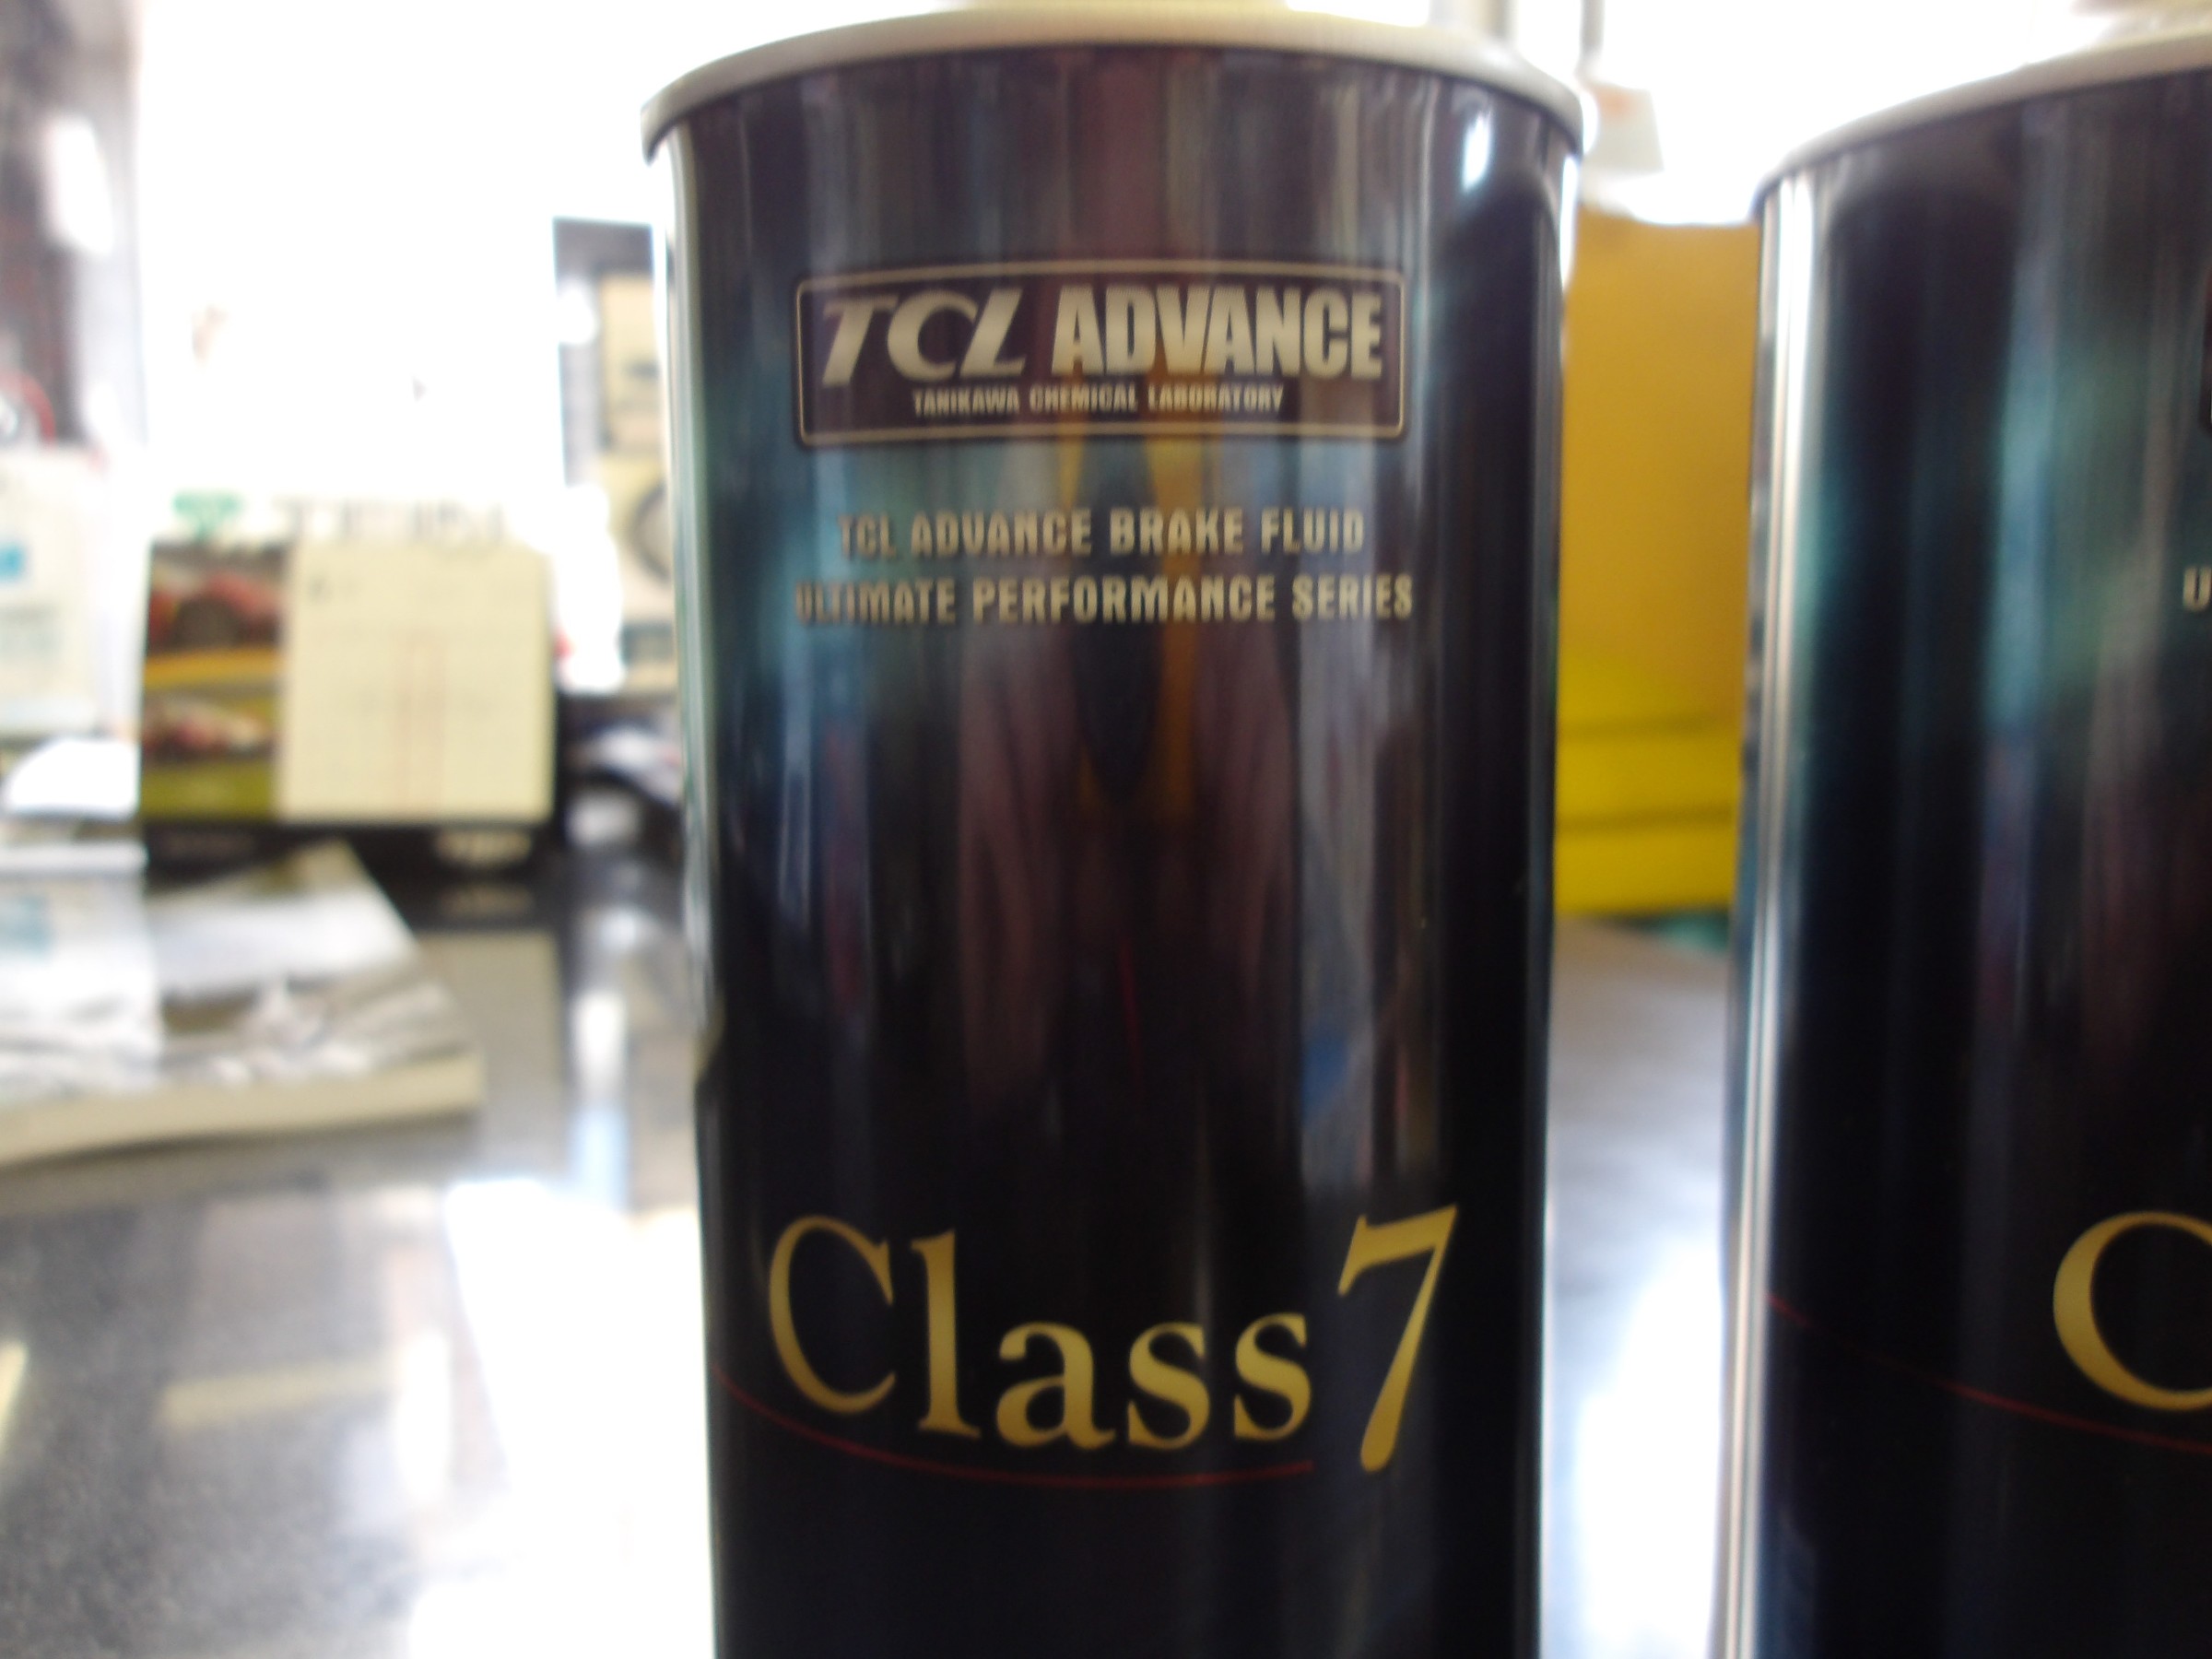 TCL ADVANCE
TANIKAWA CHEMICAL LABORATORY
TCL ADVANCE BRAKE FLUID
ULTIMATE PERFORMANCE SERIES
Class 7
U
C